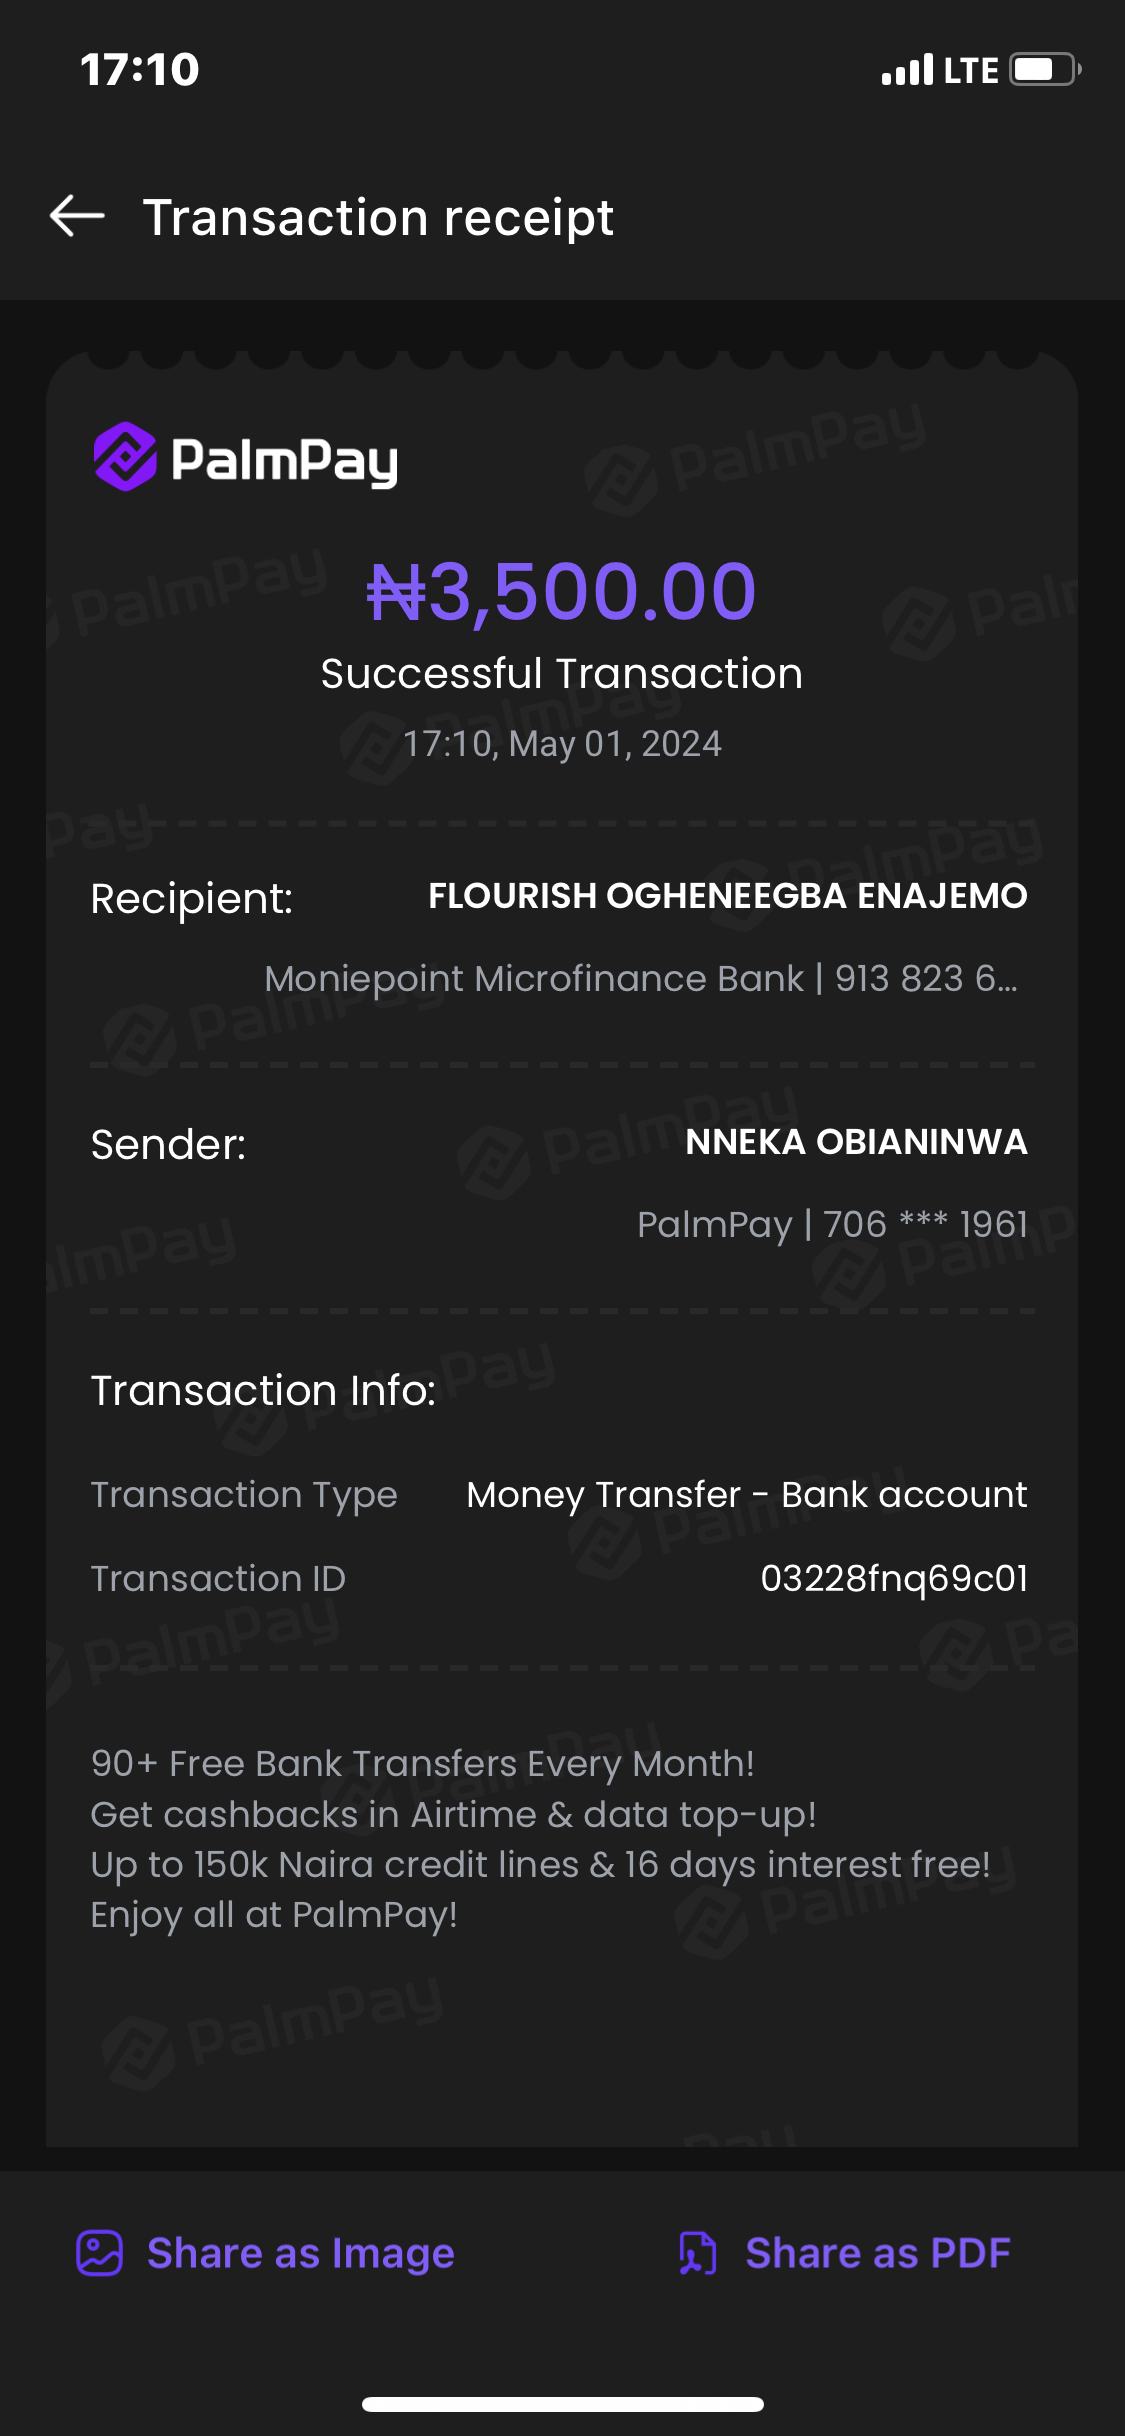 17:10
LTE
Transaction receipt
PalmPay
₦3,500.00
Successful Transaction
17:10, May 01, 2024
Recipient: FLOURISH OGHENEEGBA ENAJEMO
Moniepoint Microfinance Bank | 913 823 6...
Sender: NNEKA OBIANINWA
PalmPay | 706 *** 1961
Transaction Info:
Transaction Type Money Transfer - Bank account
Transaction ID 03228fnq69c01
90+ Free Bank Transfers Every Month!
Get cashbacks in Airtime & data top-up!
Up to 150k Naira credit lines & 16 days interest free!
Enjoy all at PalmPay!
Share as Image Share as PDF